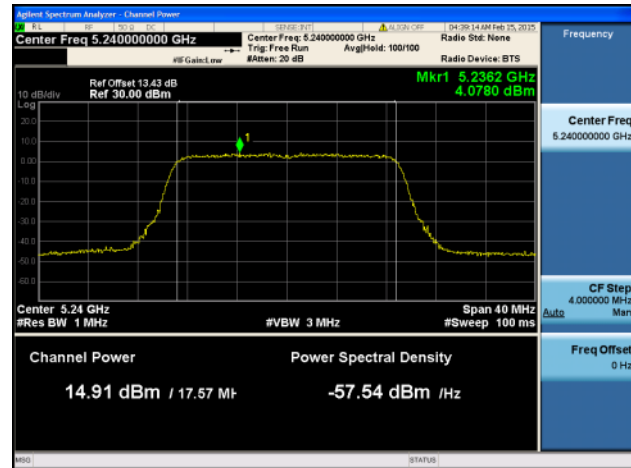 Agilent Spectrum Analyzer - Channel Power
RL RF 50 Ω DC SENSE:INT ALIGN OFF 04:39:14 AM Feb 15, 2015
Center Freq 5.240000000 GHz
Center Freq: 5.240000000 GHz
Radio Std: None
Trig: Free Run Avg|Hold: 100/100
#IFGain:Low #Atten: 20 dB Radio Device: BTS
Frequency
Ref Offset 13.43 dB
Mkr1 5.2362 GHz
10 dB/div Ref 30.00 dBm
4.0780 dBm
Log
20.0
10.0
0.00
-10.0
-20.0
-30.0
-40.0
-50.0
-60.0
1
Center Freq
5.240000000 GHz
Center 5.24 GHz Span 40 MHz
#Res BW 1 MHz #VBW 3 MHz #Sweep 100 ms
CF Step
4.000000 MHz
Auto Man
Channel Power Power Spectral Density
14.91 dBm / 17.57 MH -57.54 dBm /Hz
Freq Offset
0 Hz
MSG STATUS